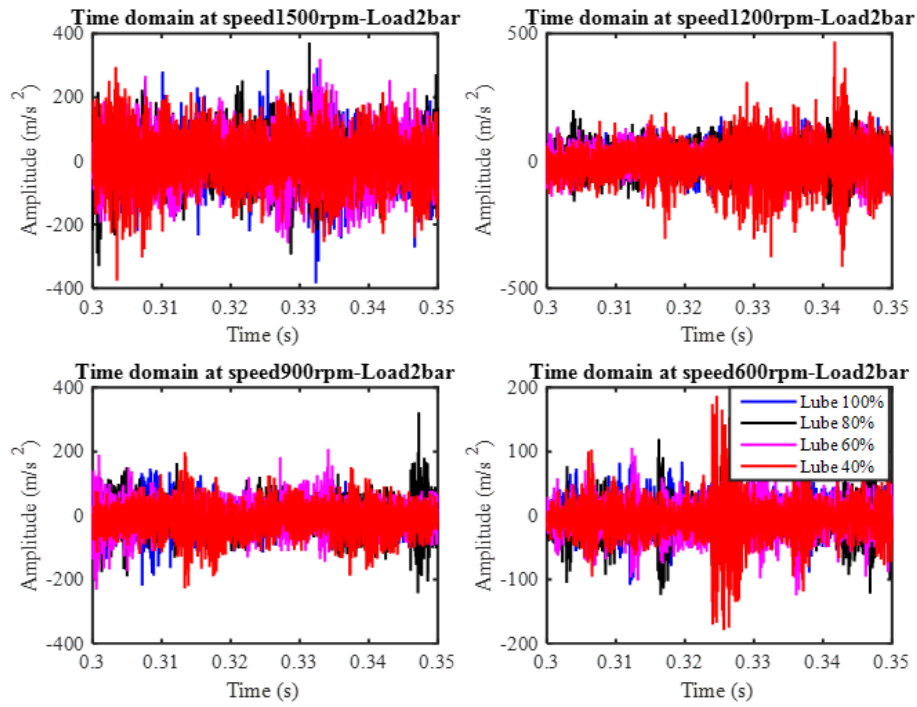 Time domain at speed1500rpm-Load2bar
400
200
0
-200
-400
Amplitude (m/s 2)
0.3
0.31
0.32
0.33
0.34
0.35
Time (s)
Time domain at speed1200rpm-Load2bar
500
0
-500
Amplitude (m/s 2)
0.3
0.31
0.32
0.33
0.34
0.35
Time (s)
Time domain at speed900rpm-Load2bar
400
200
0
-200
-400
Amplitude (m/s 2)
0.3
0.31
0.32
0.33
0.34
0.35
Time (s)
Time domain at speed600rpm-Load2bar
200
100
0
-100
-200
Amplitude (m/s 2)
0.3
0.31
0.32
0.33
0.34
0.35
Time (s)
Lube 100%
Lube 80%
Lube 60%
Lube 40%